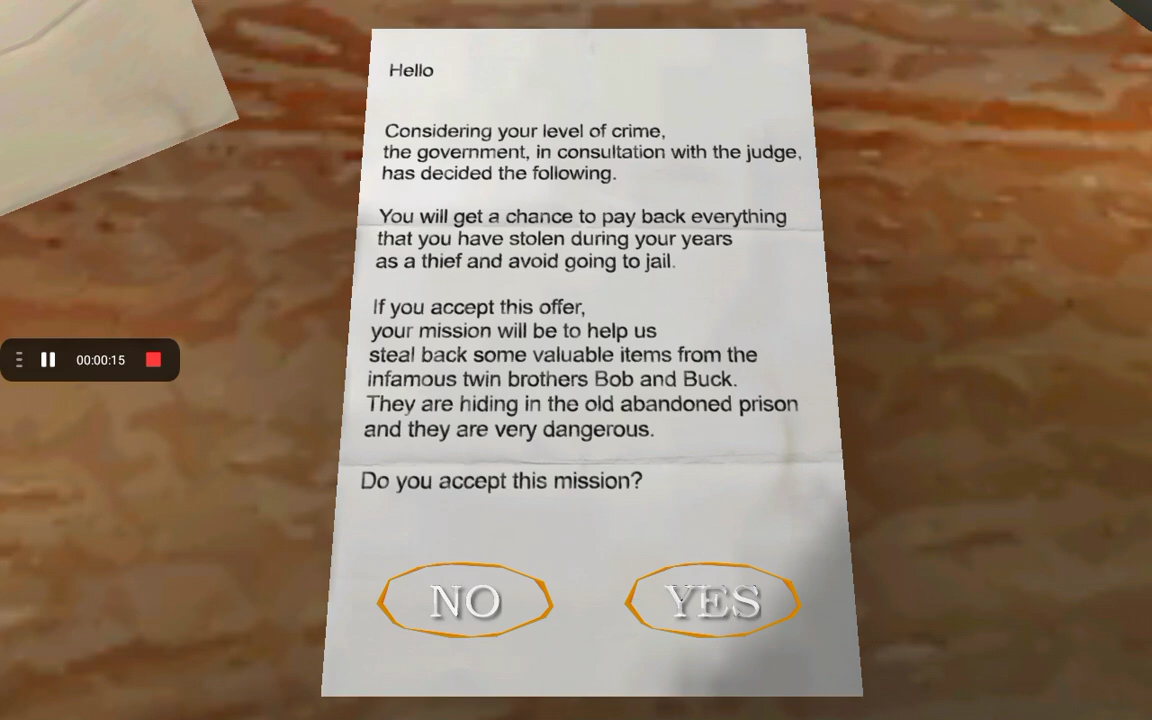 Hello
Considering your level of crime,
the government, in consultation with the judge,
has decided the following.
You will get a chance to pay back everything
that you have stolen during your years
as a thief and avoid going to jail.
If you accept this offer,
your mission will be to help us
steal back some valuable items from the
infamous twin brothers Bob and Buck.
They are hiding in the old abandoned prison
and they are very dangerous.
00:00:15
Do you accept this mission?
NO YES